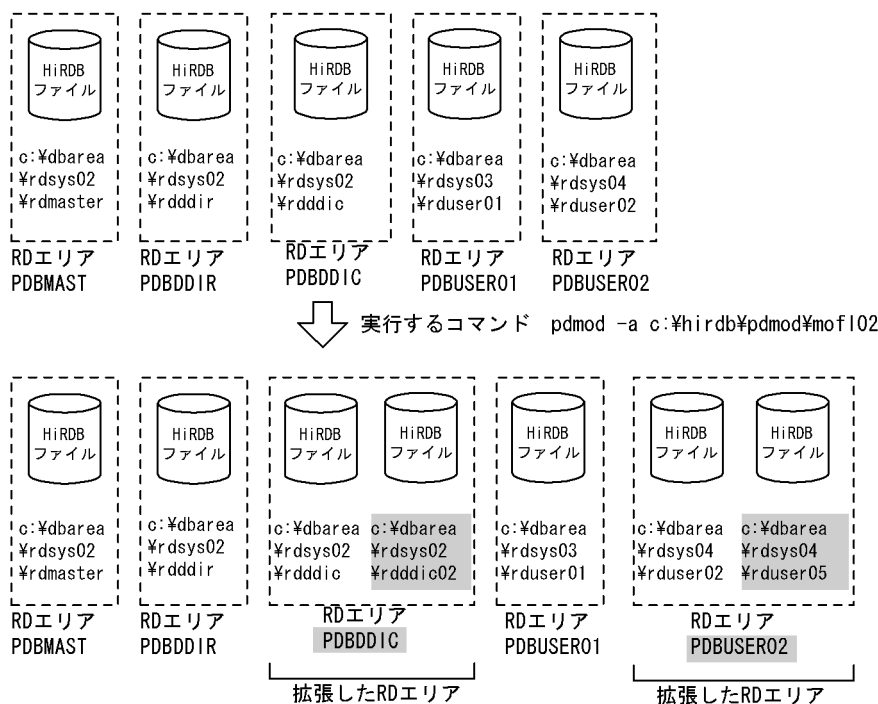 HiRDB
ファイル
c:¥dbarea
¥rdsys02
¥rdmaster
RDエリア
PDBMAST
HiRDB
ファイル
c:¥dbarea
¥rdsys02
¥rdddir
RDエリア
PDBDDIR
HiRDB
ファイル
c:¥dbarea
¥rdsys02
¥rdddic
RDエリア
PDBDDIC
HiRDB
ファイル
c:¥dbarea
¥rdsys03
¥rduser01
RDエリア
PDBUSER01
HiRDB
ファイル
c:¥dbarea
¥rdsys04
¥rduser02
RDエリア
PDBUSER02
実行するコマンド pdmod -a c:¥hirdb¥pdmod¥mofl02
HiRDB
ファイル
c:¥dbarea
¥rdsys02
¥rdmaster
RDエリア
PDBMAST
HiRDB
ファイル
c:¥dbarea
¥rdsys02
¥rdddir
RDエリア
PDBDDIR
HiRDB
ファイル
c:¥dbarea
¥rdsys02
¥rdddic
HiRDB
ファイル
c:¥dbarea
¥rdsys02
¥rdddic02
RDエリア
PDBDDIC
拡張したRDエリア
HiRDB
ファイル
c:¥dbarea
¥rdsys03
¥rduser01
RDエリア
PDBUSER01
HiRDB
ファイル
c:¥dbarea
¥rdsys04
¥rduser02
HiRDB
ファイル
c:¥dbarea
¥rdsys04
¥rduser05
RDエリア
PDBUSER02
拡張したRDエリア